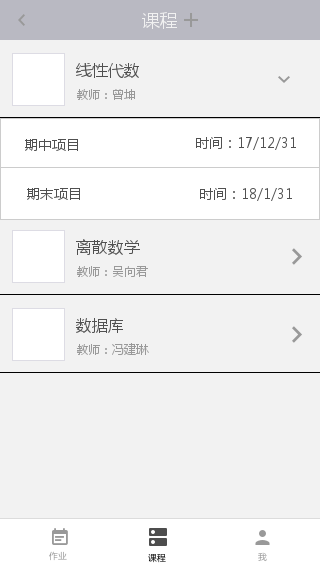 课程
线性代数
教师：曾坤
期中项目 时间：17/12/31
期末项目 时间：18/1/31
离散数学
教师：吴向君
数据库
教师：冯建琳
作业 课程 我